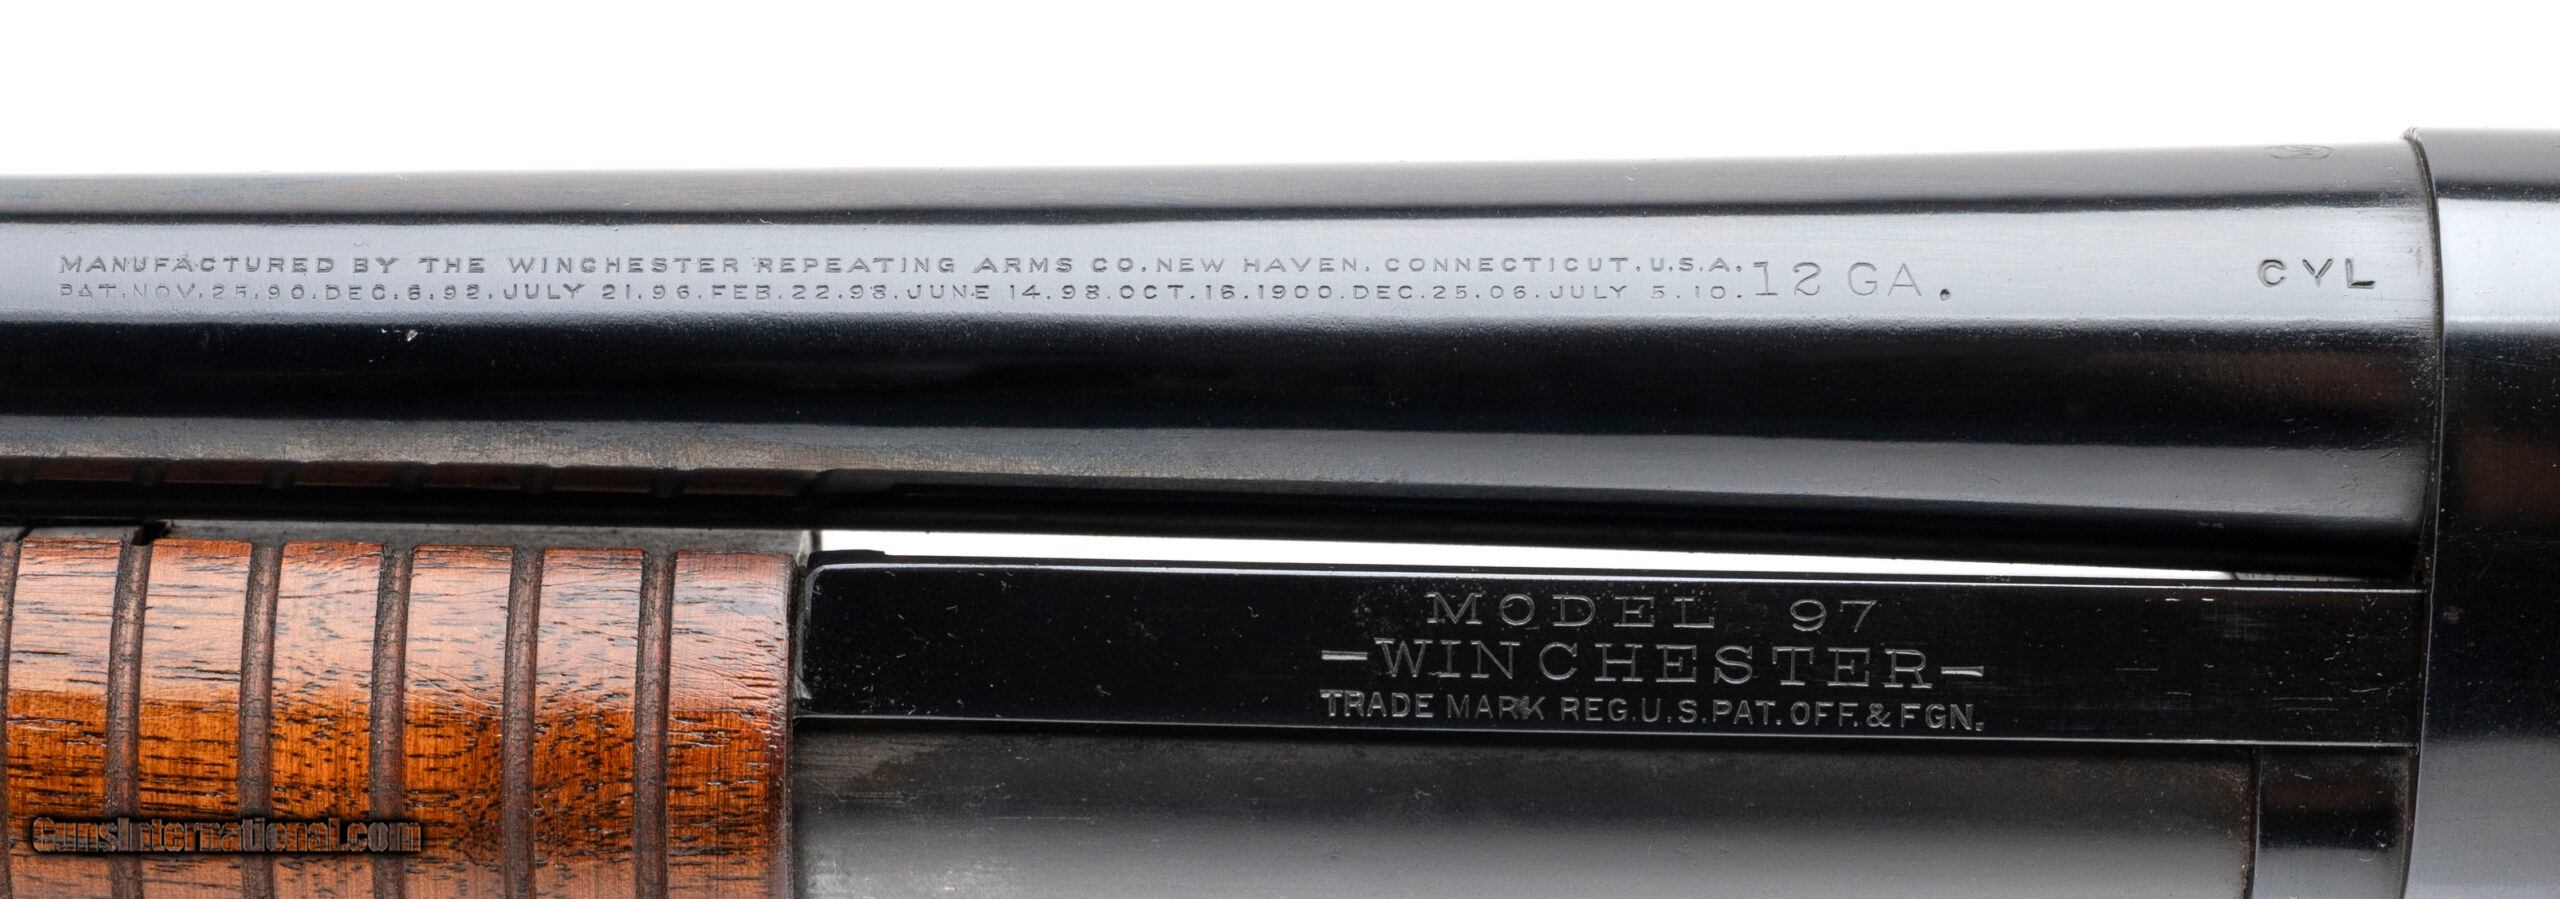 MANUFACTURED BY THE WINCHESTER REPEATING ARMS CO. NEW HAVEN. CONNECTICUT. U.S.A.
PAT. NOV. 25. 90. DEC. 6. 92. JULY 21. 96. FEB. 22. 98. JUNE 14. 98. OCT. 16. 1900. DEC. 25. 06. JULY 5. 10.
12 GA.
CYL
MODEL 97
-WINCHESTER-
TRADE MARK REG. U.S. PAT. OFF. & FGN.
GunsInternational.com